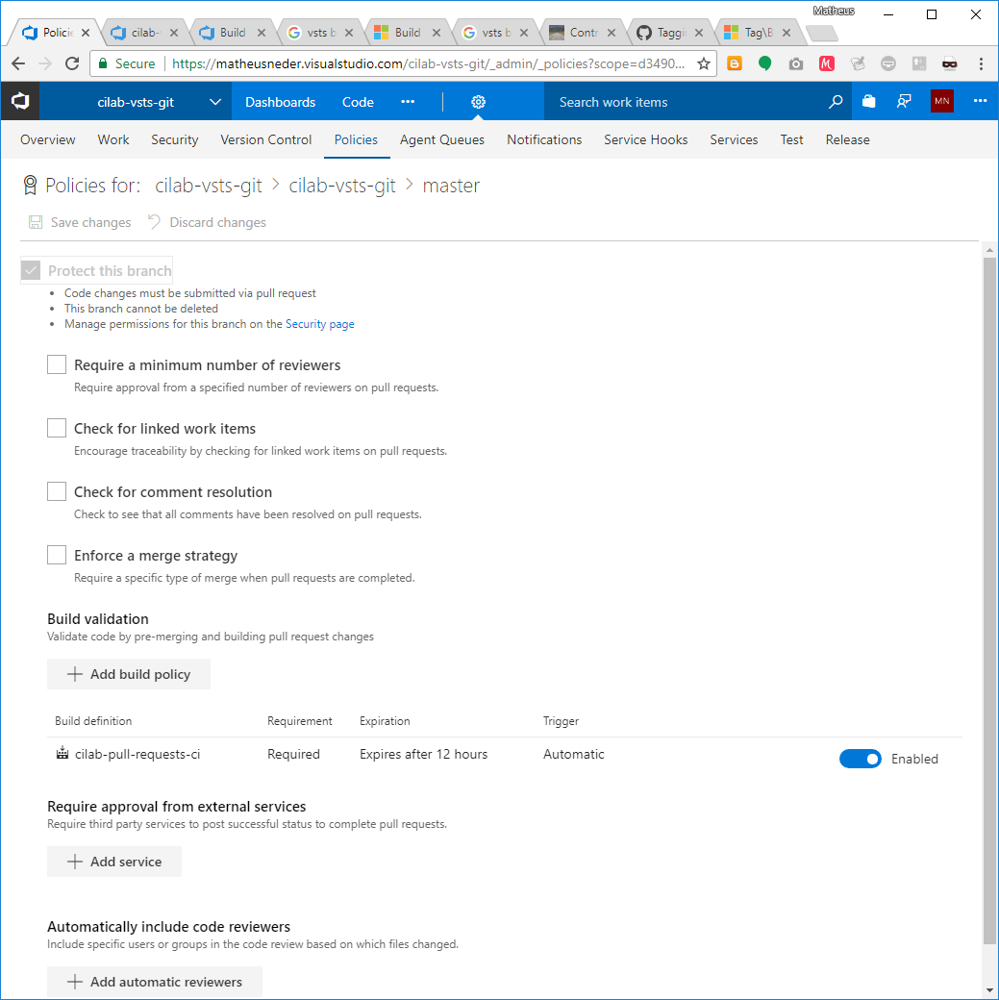 Matheus
Policie
cilab-
Build
vsts b
Build
vsts b
Contr
Taggi
Tag\B
Secure
https://matheusneder.visualstudio.com/cilab-vsts-git/_admin/_policies?scope=d3490...
cilab-vsts-git
Dashboards
Code
Search work items
MN
Overview
Work
Security
Version Control
Policies
Agent Queues
Notifications
Service Hooks
Services
Test
Release
Policies for: cilab-vsts-git > cilab-vsts-git > master
Save changes
Discard changes
Protect this branch
• Code changes must be submitted via pull request
• This branch cannot be deleted
• Manage permissions for this branch on the Security page
Require a minimum number of reviewers
Require approval from a specified number of reviewers on pull requests.
Check for linked work items
Encourage traceability by checking for linked work items on pull requests.
Check for comment resolution
Check to see that all comments have been resolved on pull requests.
Enforce a merge strategy
Require a specific type of merge when pull requests are completed.
Build validation
Validate code by pre-merging and building pull request changes
Add build policy
Build definition
Requirement
Expiration
Trigger
cilab-pull-requests-ci
Required
Expires after 12 hours
Automatic
Enabled
Require approval from external services
Require third party services to post successful status to complete pull requests.
Add service
Automatically include code reviewers
Include specific users or groups in the code review based on which files changed.
Add automatic reviewers